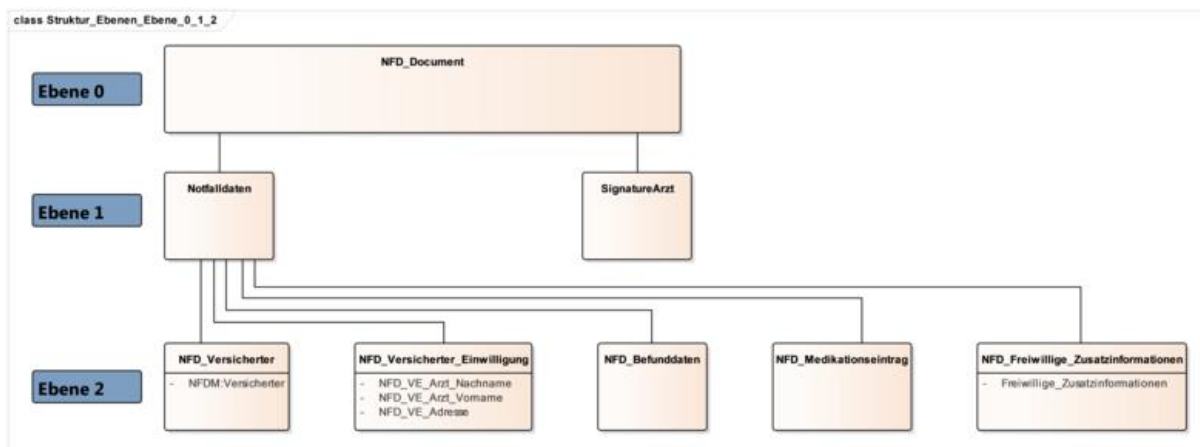 class Struktur_Ebenen_Ebene_0_1_2
Ebene 0
NFD_Document
Ebene 1
Notfalldaten
SignatureArzt
Ebene 2
NFD_Versicherter
- NFDM:Versicherter
NFD_Versicherter_Einwilligung
- NFD_VE_Arzt_Nachname
- NFD_VE_Arzt_Vorname
- NFD_VE_Adresse
NFD_Befunddaten
NFD_Medikationseintrag
NFD_Freiwillige_Zusatzinformationen
- Freiwillige_Zusatzinformationen